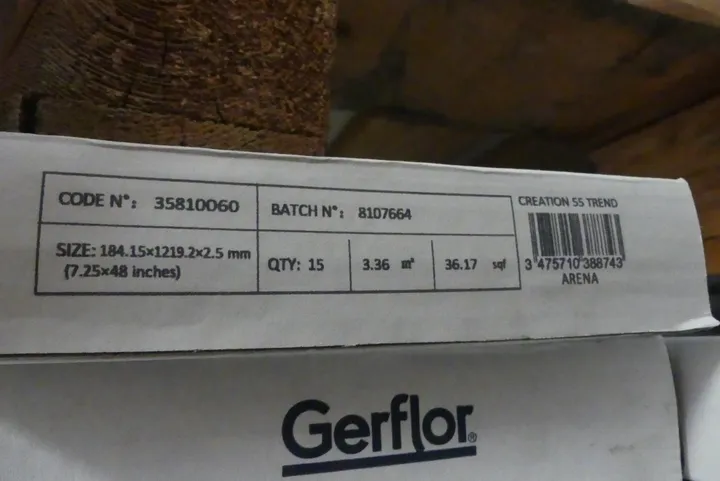 CODE N°: 35810060
BATCH N°: 8107664
SIZE: 184.15×1219.2×2.5 mm
(7.25×48 inches)
QTY: 15
3.36 m²
36.17 sqf
CREATION 55 TREND
3 475710 388743
ARENA
Gerflor®